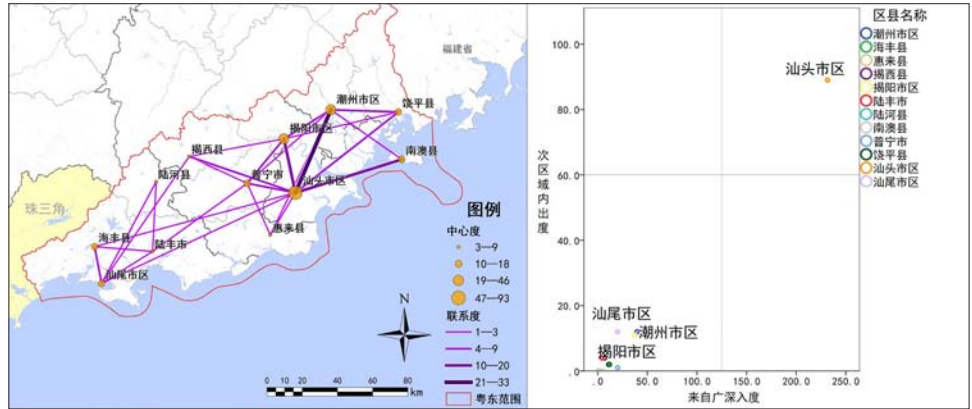 福建省
潮州市区
饶平县
揭阳市区
揭西县
南澳县
普宁市
汕头市区
陆河县
珠三角
惠来县
海丰县
陆丰市
汕尾市区
图例
中心度
3—9
10—18
19—46
47—93
联系度
1—3
4—9
10—20
21—33
粤东范围
N
0 10 20 40 60 80
km
次区域内出度
100.0
80.0
60.0
40.0
20.0
.0
汕头市区
汕尾市区
潮州市区
揭阳市区
.0 50.0 100.0 150.0 200.0 250.0
来自广深入度
区县名称
潮州市区
海丰县
惠来县
揭西县
揭阳市区
陆丰市
陆河县
南澳县
普宁市
饶平县
汕头市区
汕尾市区